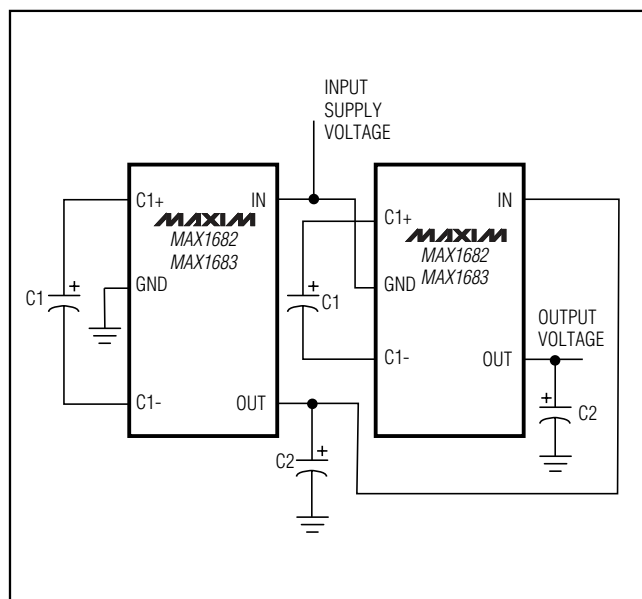 INPUT
SUPPLY
VOLTAGE
C1+
IN
MAXIM
MAX1682
MAX1683
C1
+
GND
C1-
OUT
C2
+
C1+
IN
MAXIM
MAX1682
MAX1683
+
C1
GND
C1-
OUT
OUTPUT
VOLTAGE
+
C2